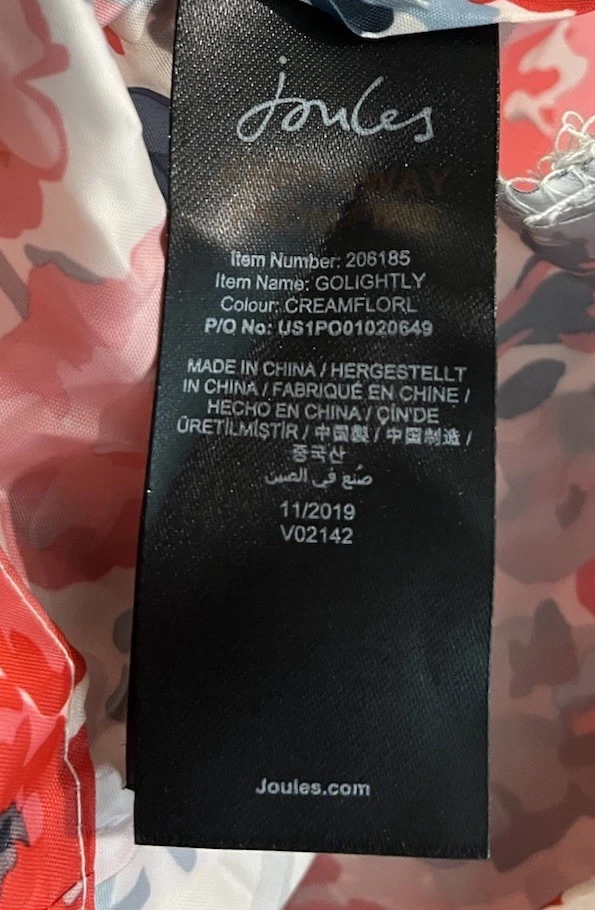 joules
Item Number: 206185
Item Name: GOLIGHTLY
Colour: CREAMFLORL
P/O No: US1PO01020649
MADE IN CHINA / HERGESTELLT
IN CHINA / FABRIQUÉ EN CHINE /
HECHO EN CHINA / ÇİN'DE
ÜRETİLMİŞTİR / 中国製 / 中国制造 /
중국산
صُنع في الصين
11/2019
V02142
Joules.com